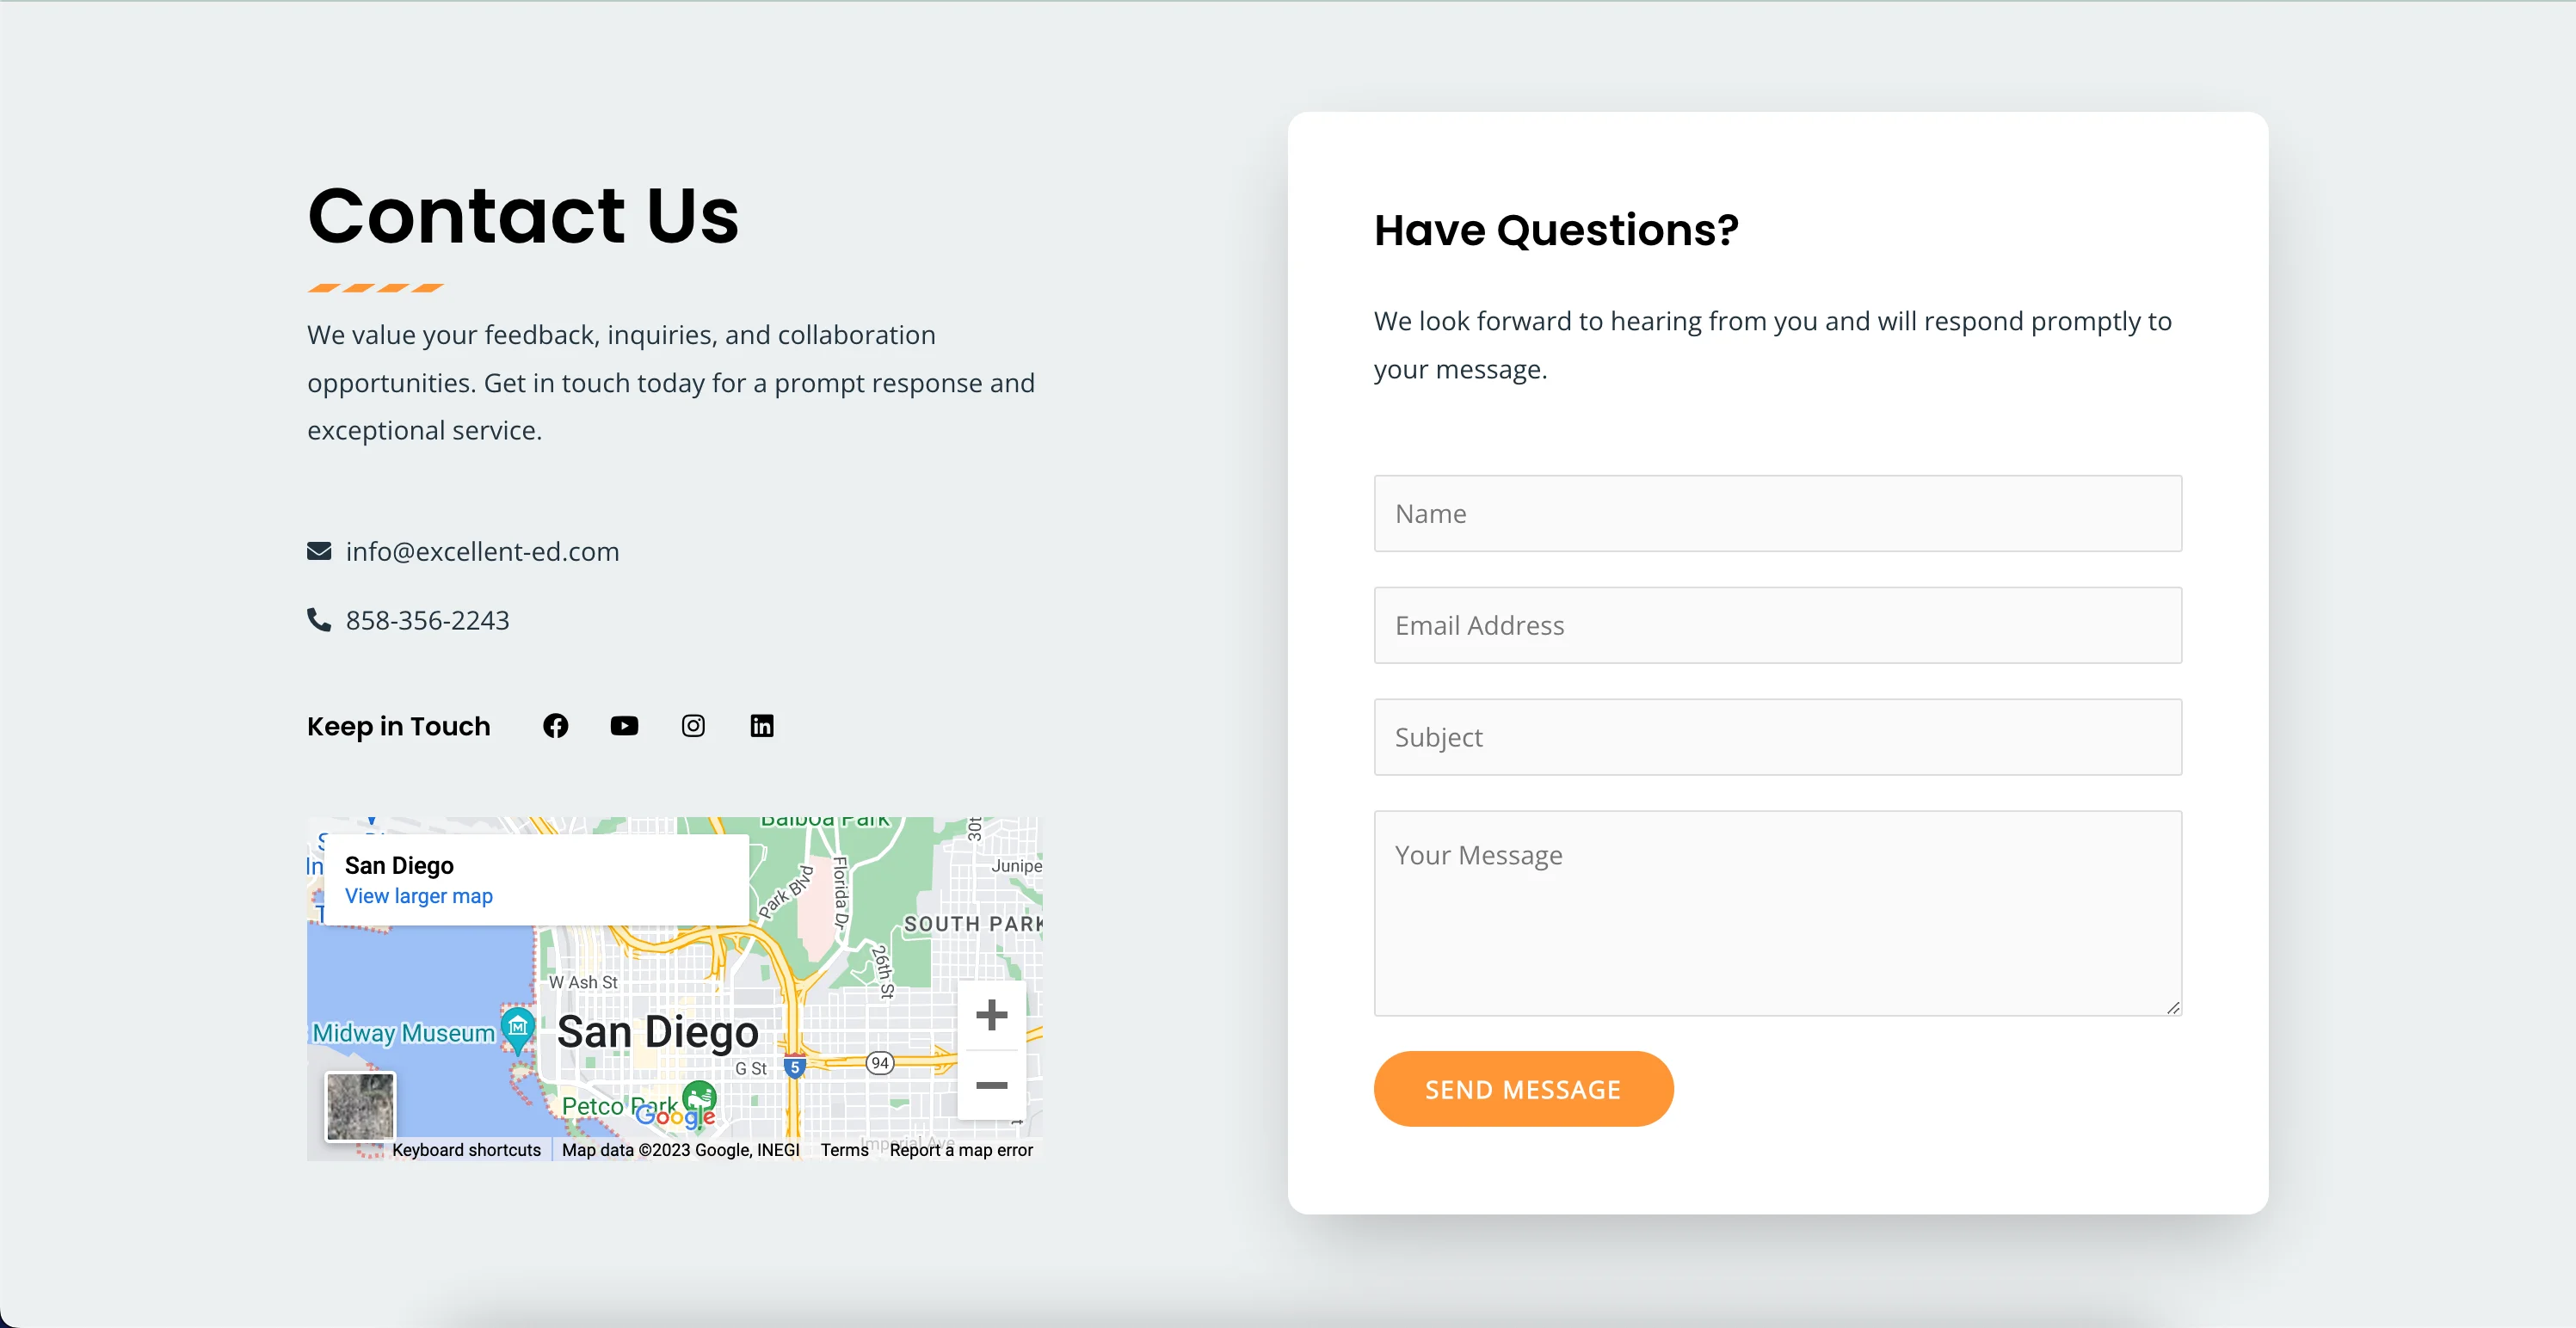 Contact Us
We value your feedback, inquiries, and collaboration
opportunities. Get in touch today for a prompt response and
exceptional service.
info@excellent-ed.com
858-356-2243
Keep in Touch
Balboa Park
San Diego
View larger map
Park Blvd
Florida Dr
30t
Junipe
SOUTH PARK
26th St
W Ash St
Midway Museum
San Diego
G St
5
94
Petco Park
Google
Imperial Ave
Keyboard shortcuts
Map data ©2023 Google, INEGI
Terms
Report a map error
Have Questions?
We look forward to hearing from you and will respond promptly to
your message.
Name
Email Address
Subject
Your Message
SEND MESSAGE